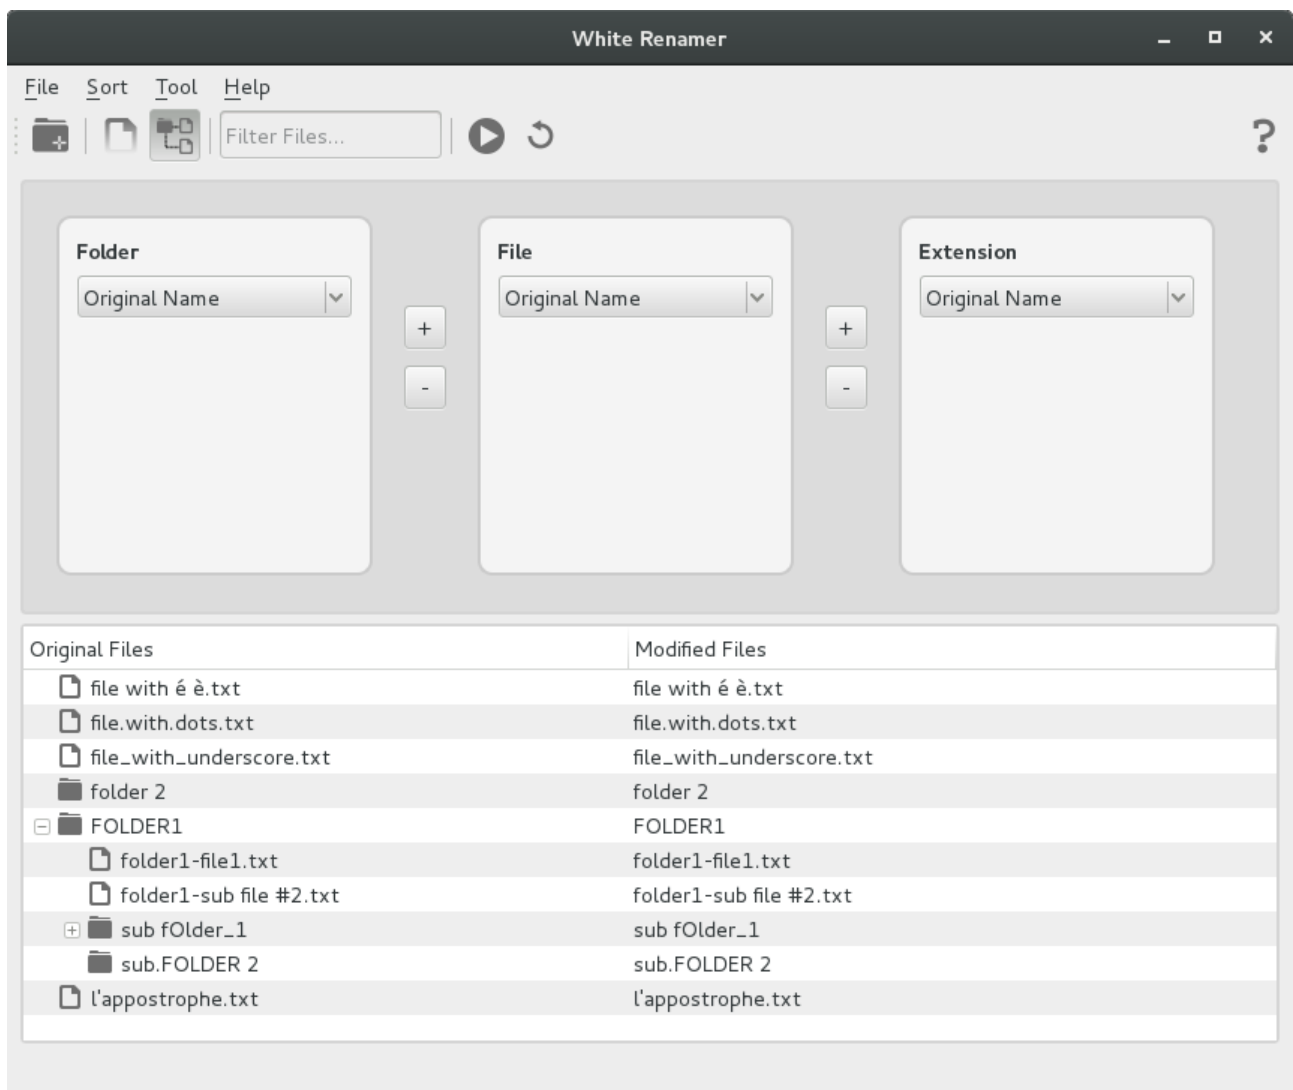 White Renamer
File Sort Tool Help
Filter Files...
?
Folder File Extension
Original Name Original Name Original Name
+ +
- -
Original Files Modified Files
file with é è.txt file with é è.txt
file.with.dots.txt file.with.dots.txt
file_with_underscore.txt file_with_underscore.txt
folder 2 folder 2
FOLDER1 FOLDER1
folder1-file1.txt folder1-file1.txt
folder1-sub file #2.txt folder1-sub file #2.txt
sub fOlder_1 sub fOlder_1
sub.FOLDER 2 sub.FOLDER 2
l'appostrophe.txt l'appostrophe.txt